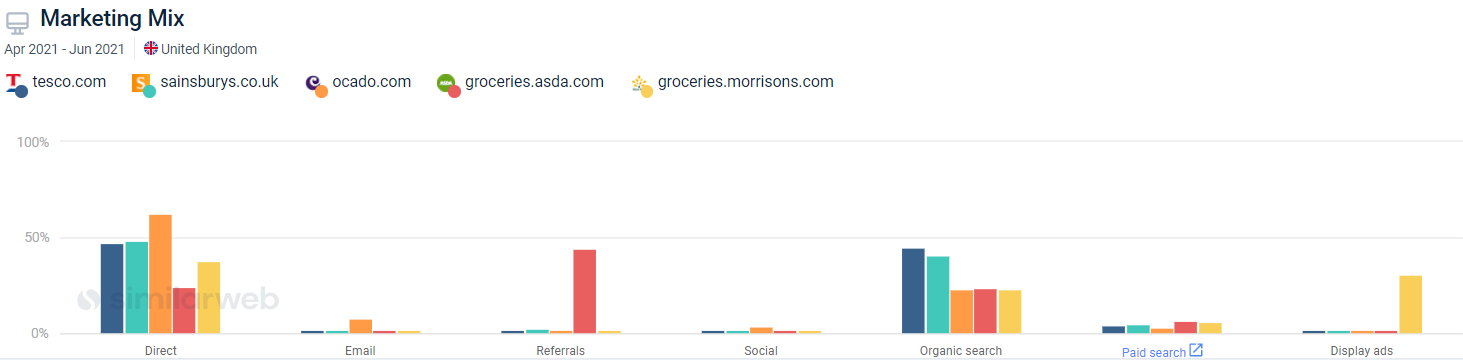 Marketing Mix
Apr 2021 - Jun 2021 United Kingdom
tesco.com sainsburys.co.uk ocado.com groceries.asda.com groceries.morrisons.com
100%
50%
similarweb
0%
Direct Email Referrals Social Organic search Paid search Display ads